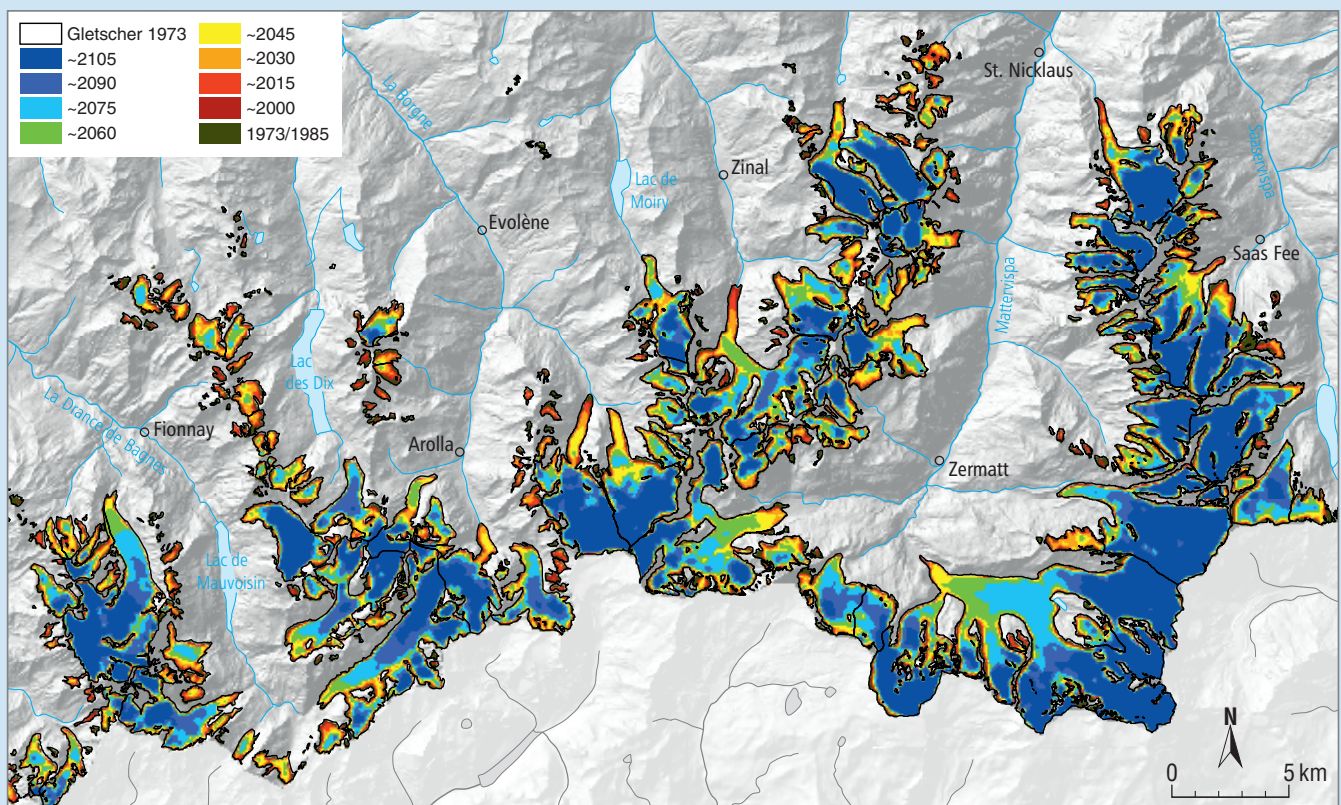 Gletscher 1973
~2105
~2090
~2075
~2060
~2045
~2030
~2015
~2000
1973/1985
La Borgne
St. Nicklaus
Saaservispa
Zinal
Lac de
Moiry
Evolène
Saas Fee
Mattervispa
Lac
des Dix
La Drance de Bagnes
Fionnay
Arolla
Zermatt
Lac de
Mauvoisin
N
0 5 km